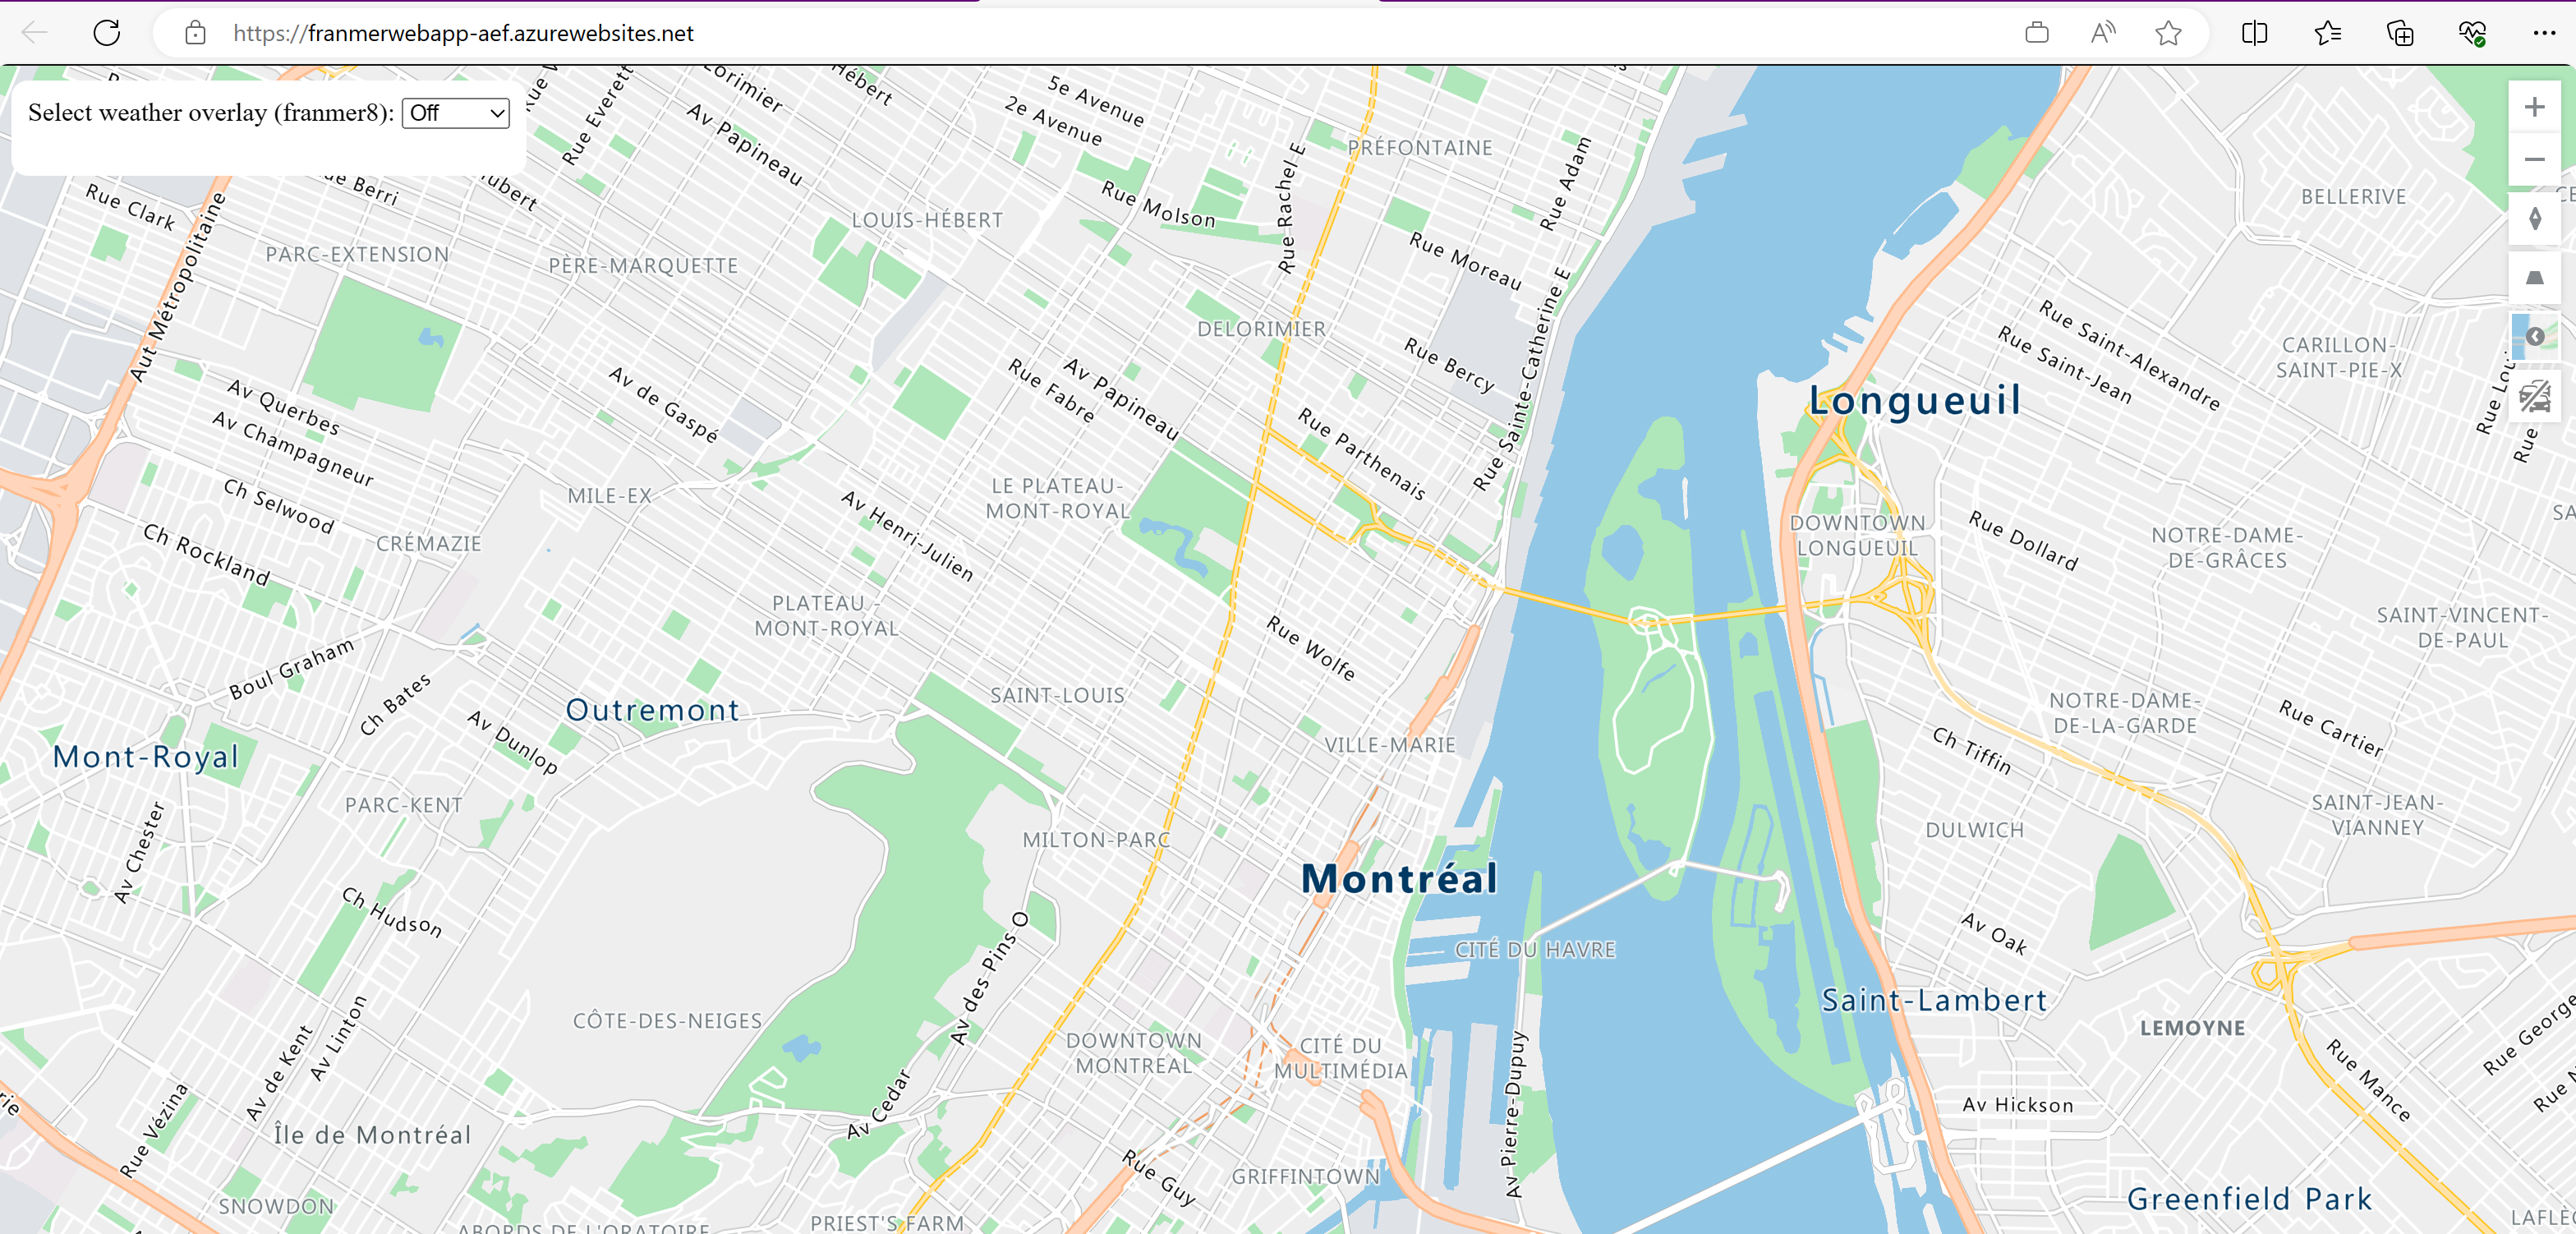 https://franmerwebapp-aef.azurewebsites.net
Select weather overlay (franmer8): Off
Rue Everett
Lorimier
Hébert
5e Avenue
2e Avenue
Av Papineau
Rue Rachel E
PRÉFONTAINE
Rue Adam
BELLERIVE
Rue Clark
de Berri
Rue Molson
LOUIS-HÉBERT
PARC-EXTENSION
PÈRE-MARQUETTE
Rue Moreau
Aut Métropolitaine
DELORIMIER
Rue Sainte-Catherine E
Rue Bercy
Rue Saint-Alexandre
Rue Saint-Jean
CARILLON-
SAINT-PIE-X
Av Querbes
Av Champagneur
Av de Gaspé
Rue Fabre
Av Papineau
Rue Parthenais
Longueuil
Ch Selwood
MILE-EX
LE PLATEAU-
MONT-ROYAL
Av Henri-Julien
Ch Rockland
CRÉMAZIE
DOWNTOWN
LONGUEUIL
Rue Dollard
NOTRE-DAME-
DE-GRÂCES
PLATEAU -
MONT-ROYAL
Rue Wolfe
SAINT-VINCENT-
DE-PAUL
Boul Graham
Ch Bates
Outremont
SAINT-LOUIS
Av Dunlop
Mont-Royal
VILLE-MARIE
NOTRE-DAME-
DE-LA-GARDE
Rue Cartier
Ch Tiffin
PARC-KENT
Av Chester
MILTON-PARC
DULWICH
SAINT-JEAN-
VIANNEY
Montréal
Ch Hudson
Av des Pins O
CITÉ DU HAVRE
Av Oak
Saint-Lambert
CÔTE-DES-NEIGES
LEMOYNE
DOWNTOWN
MONTREAL
CITÉ DU
MULTIMÉDIA
Av de Kent
Av Linton
Rue Vézina
Av Cedar
Av Pierre-Dupuy
Av Hickson
Rue Mance
Rue George
Île de Montréal
Rue Guy
GRIFFINTOWN
SNOWDON
Greenfield Park
ABORDS DE L'ORATOIRE
PRIEST'S FARM